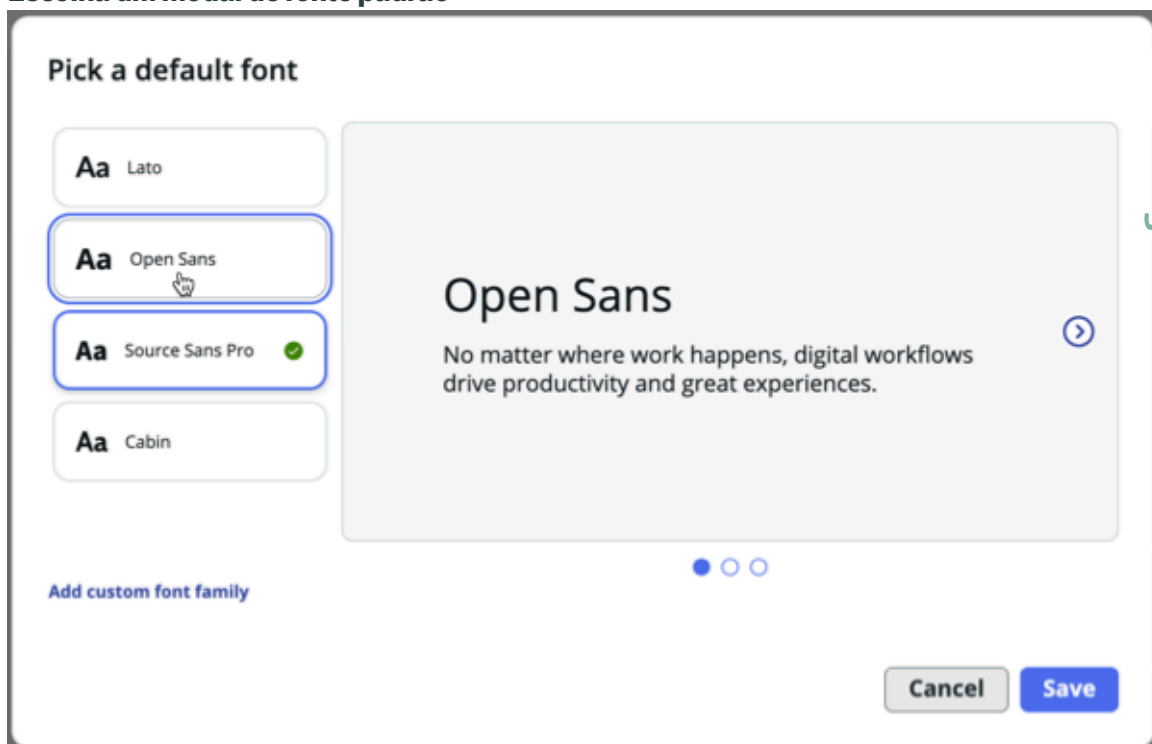 Pick a default font
Aa Lato
Aa Open Sans
Aa Source Sans Pro
Aa Cabin
Add custom font family
Open Sans
No matter where work happens, digital workflows
drive productivity and great experiences.
Cancel
Save